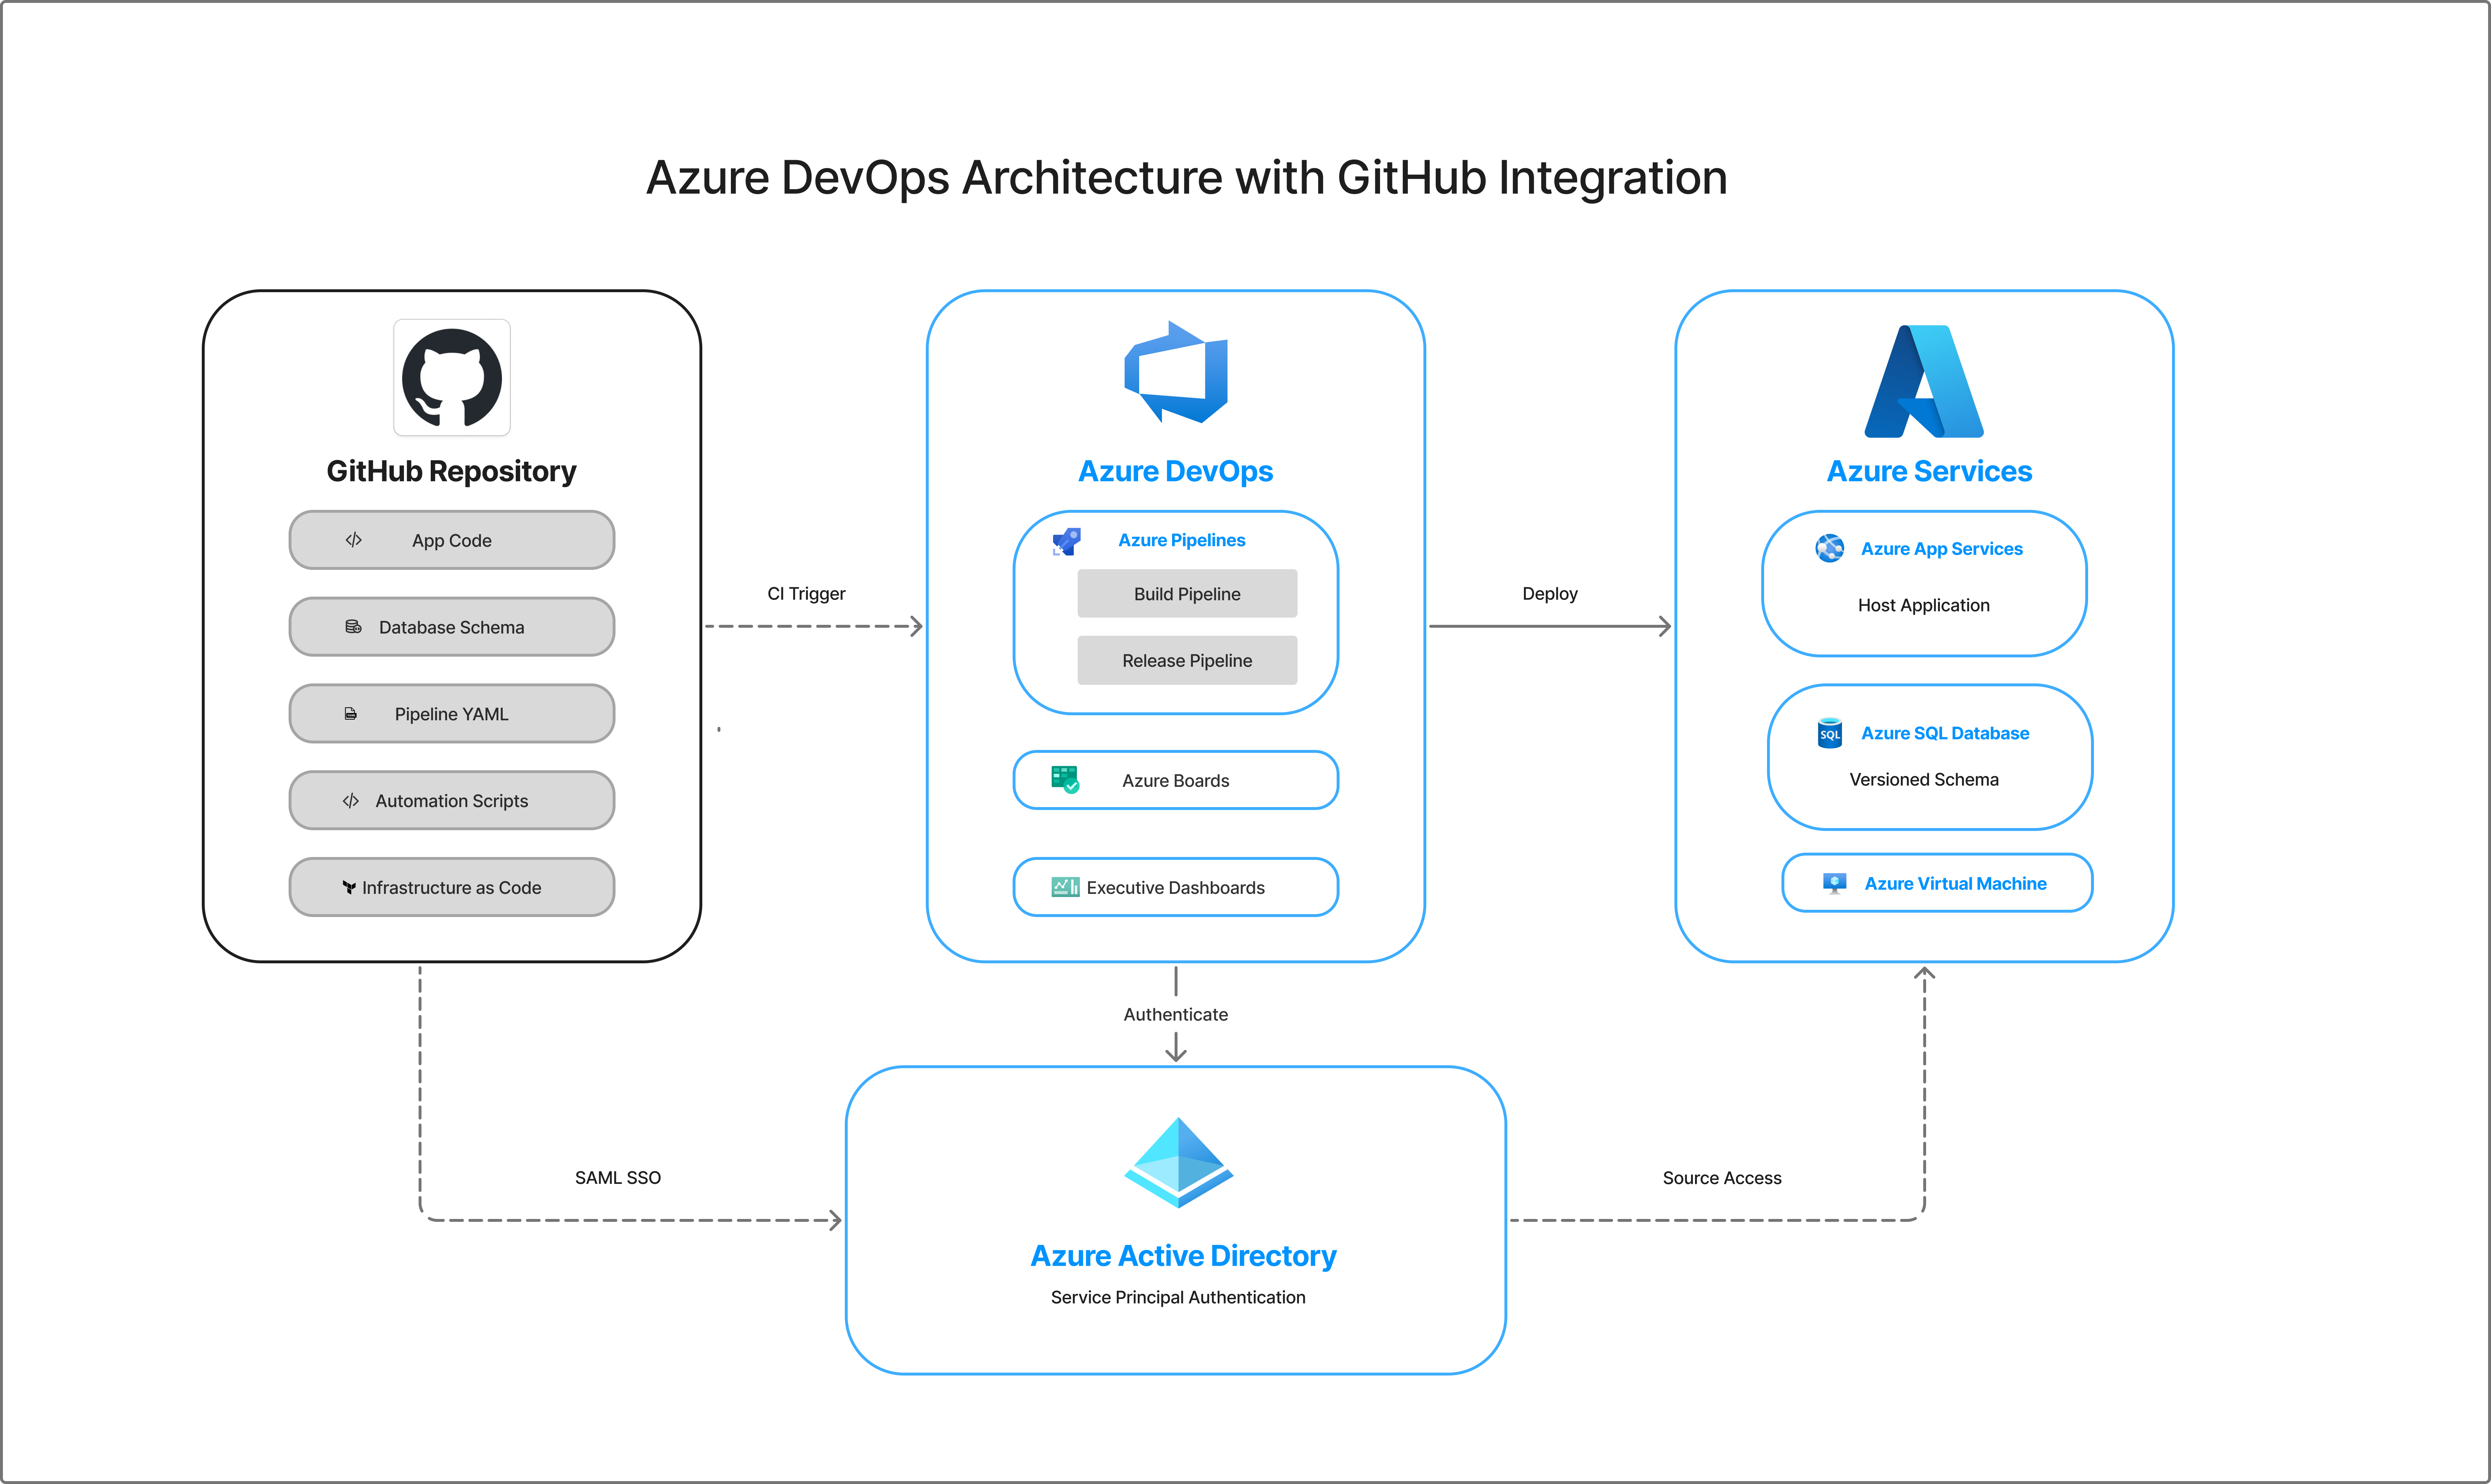 Azure DevOps Architecture with GitHub Integration
GitHub Repository
App Code
Database Schema
Pipeline YAML
Automation Scripts
Infrastructure as Code
CI Trigger
Azure DevOps
Azure Pipelines
Build Pipeline
Release Pipeline
Azure Boards
Executive Dashboards
Deploy
Azure Services
Azure App Services
Host Application
SQL
Azure SQL Database
Versioned Schema
Azure Virtual Machine
Authenticate
SAML SSO
Source Access
Azure Active Directory
Service Principal Authentication